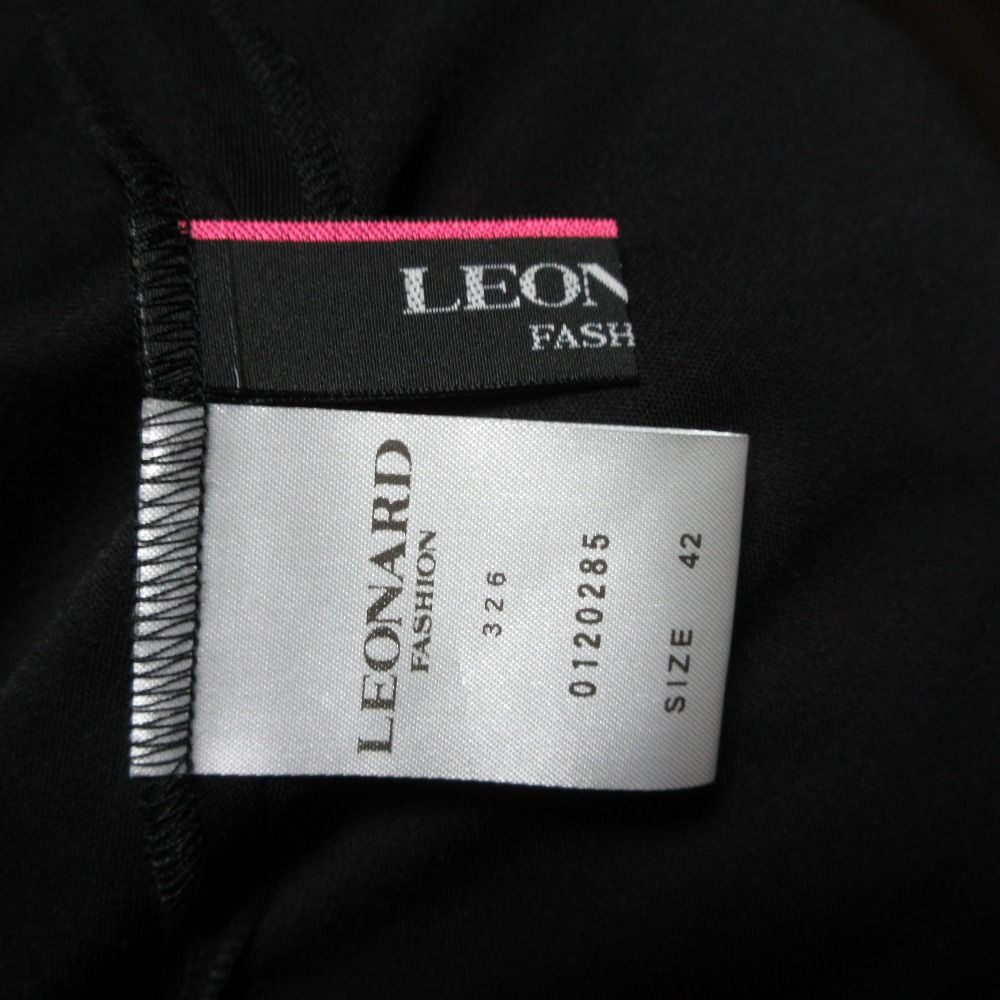 LEON
FASH
LEONARD
FASHION
326
0120285
SIZE 42